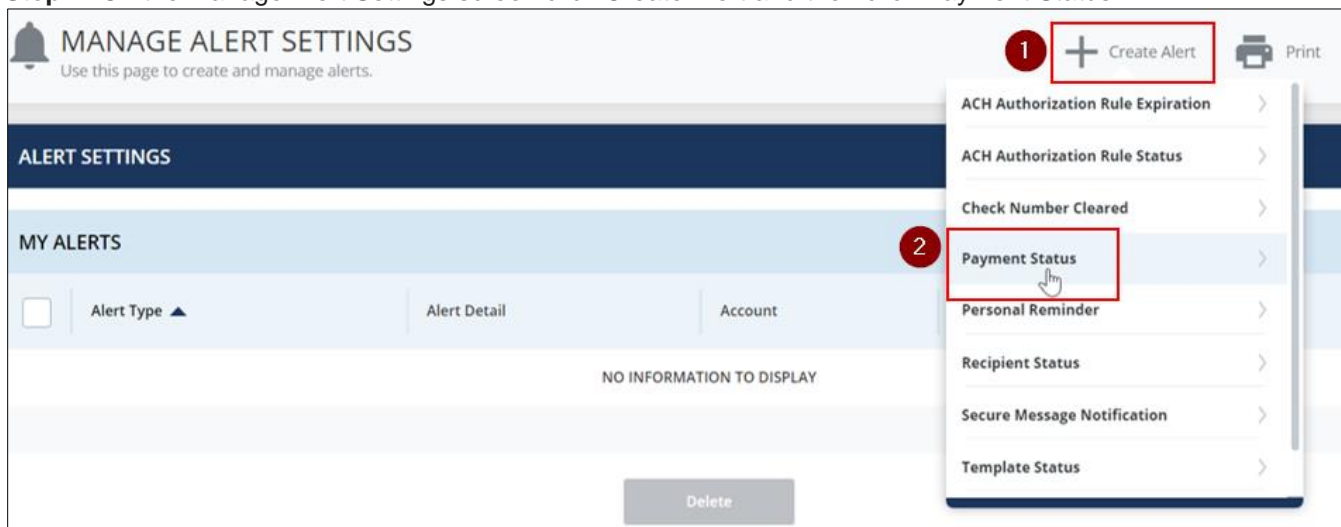 MANAGE ALERT SETTINGS
Use this page to create and manage alerts.
1
Create Alert
Print
ACH Authorization Rule Expiration
ALERT SETTINGS
ACH Authorization Rule Status
Check Number Cleared
MY ALERTS
2
Payment Status
Alert Type
Alert Detail
Account
Personal Reminder
Recipient Status
NO INFORMATION TO DISPLAY
Secure Message Notification
Template Status
Delete